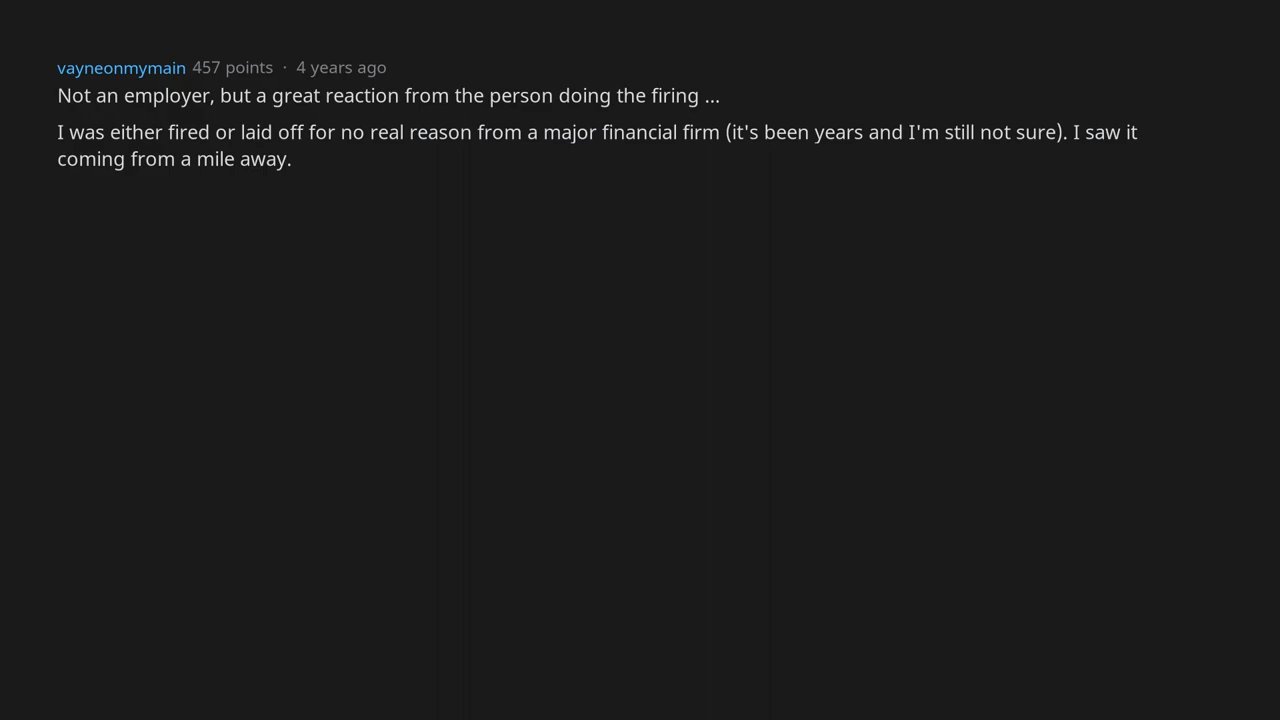 vayneonmymain 457 points · 4 years ago
Not an employer, but a great reaction from the person doing the firing ...
I was either fired or laid off for no real reason from a major financial firm (it's been years and I'm still not sure). I saw it
coming from a mile away.